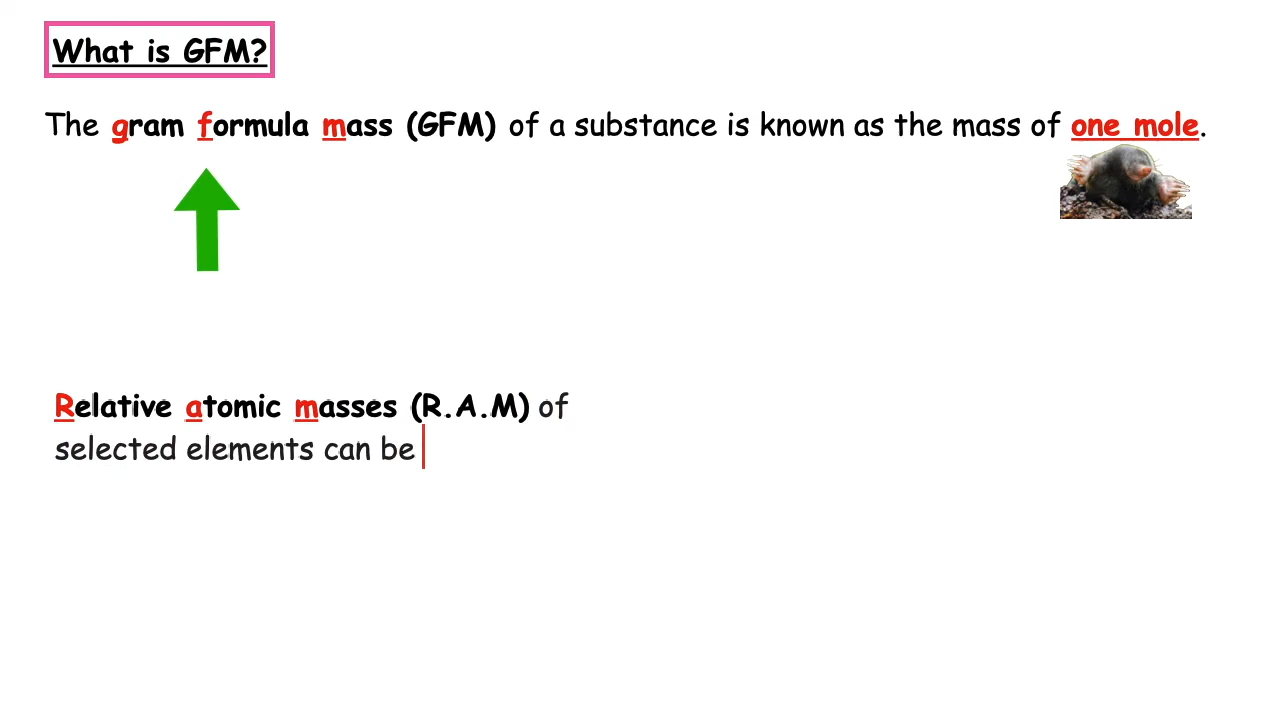 What is GFM?
The gram formula mass (GFM) of a substance is known as the mass of one mole.
Relative atomic masses (R.A.M) of
selected elements can be